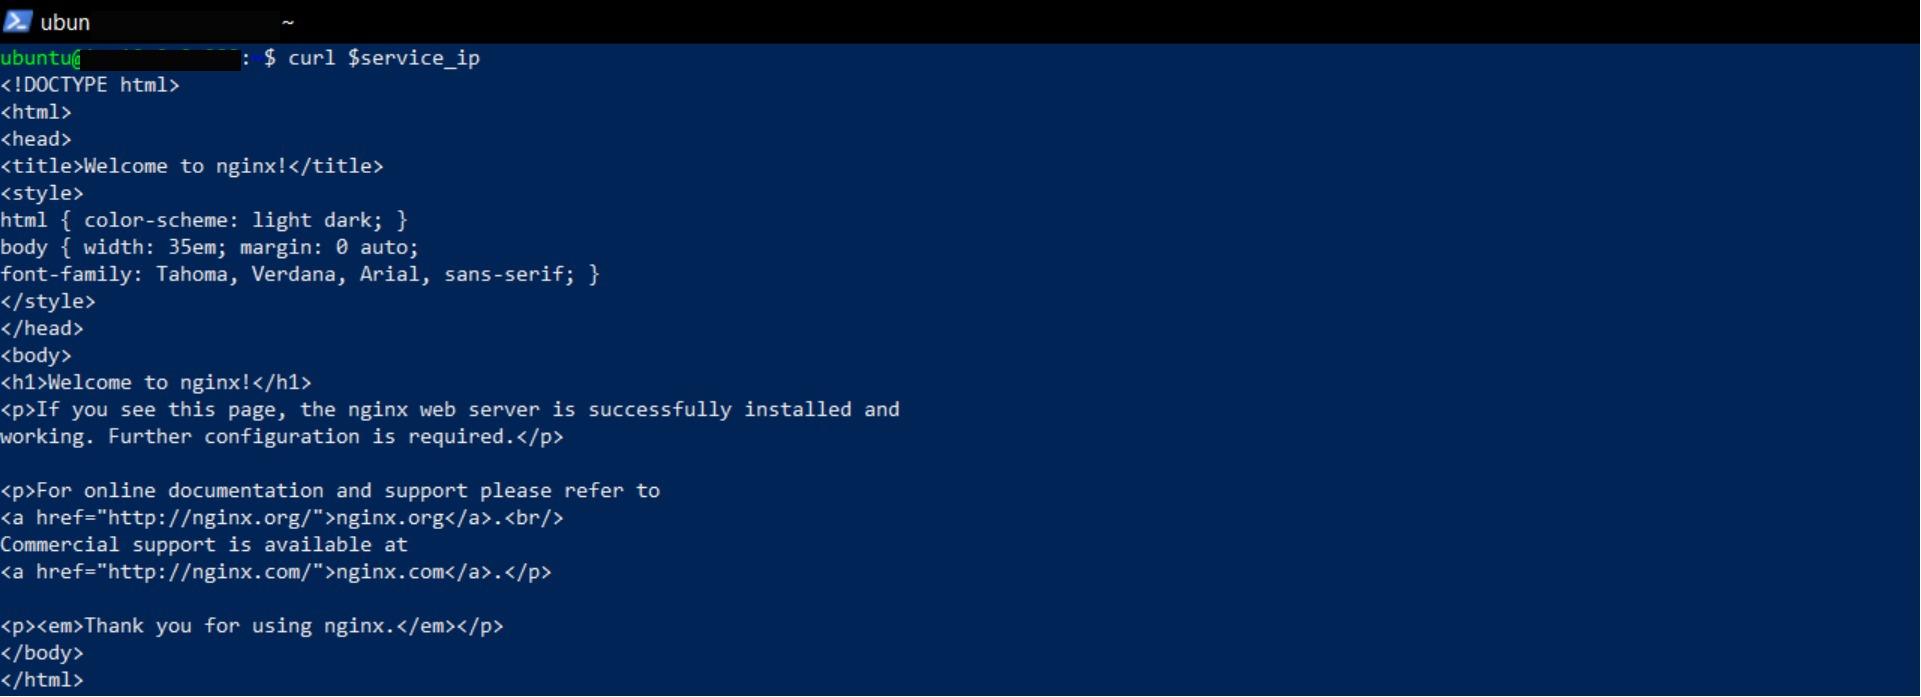 ubun ~
ubuntu@ :~$ curl $service_ip
<!DOCTYPE html>
<html>
<head>
<title>Welcome to nginx!</title>
<style>
html { color-scheme: light dark; }
body { width: 35em; margin: 0 auto;
font-family: Tahoma, Verdana, Arial, sans-serif; }
</style>
</head>
<body>
<h1>Welcome to nginx!</h1>
<p>If you see this page, the nginx web server is successfully installed and
working. Further configuration is required.</p>

<p>For online documentation and support please refer to
<a href="http://nginx.org/">nginx.org</a>.<br/>
Commercial support is available at
<a href="http://nginx.com/">nginx.com</a>.</p>

<p><em>Thank you for using nginx.</em></p>
</body>
</html>